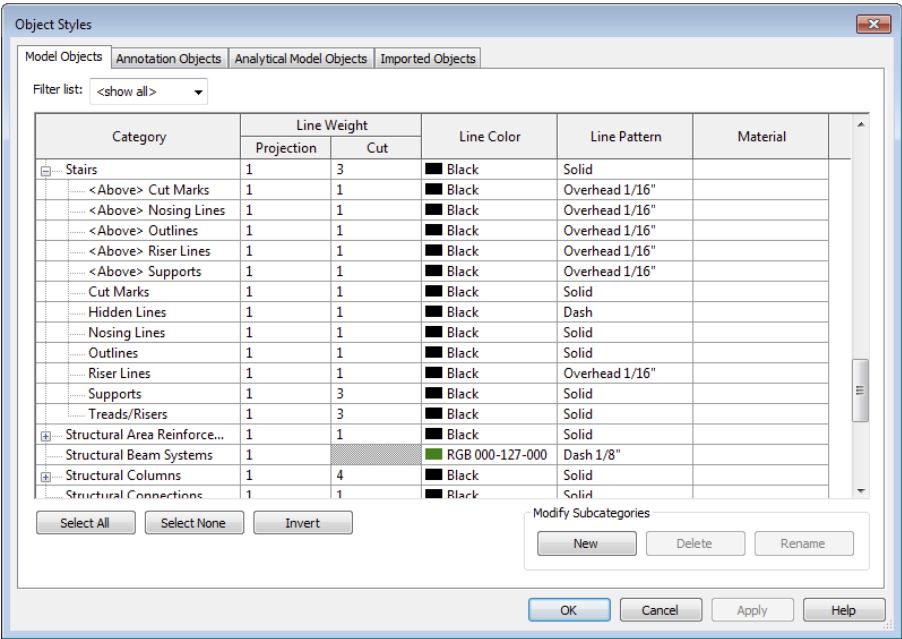 Object Styles
Model Objects Annotation Objects Analytical Model Objects Imported Objects
Filter list: <show all>
Category Line Weight Line Color Line Pattern Material
Projection Cut
Stairs 1 3 Black Solid
<Above> Cut Marks 1 1 Black Overhead 1/16"
<Above> Nosing Lines 1 1 Black Overhead 1/16"
<Above> Outlines 1 1 Black Overhead 1/16"
<Above> Riser Lines 1 1 Black Overhead 1/16"
<Above> Supports 1 1 Black Overhead 1/16"
Cut Marks 1 1 Black Solid
Hidden Lines 1 1 Black Dash
Nosing Lines 1 1 Black Solid
Outlines 1 1 Black Solid
Riser Lines 1 1 Black Overhead 1/16"
Supports 1 3 Black Solid
Treads/Risers 1 3 Black Solid
Structural Area Reinforce... 1 1 Black Solid
Structural Beam Systems 1 RGB 000-127-000 Dash 1/8"
Structural Columns 1 4 Black Solid
Structural Connections 1 1 Black Solid
Select All Select None Invert
Modify Subcategories
New Delete Rename
OK Cancel Apply Help